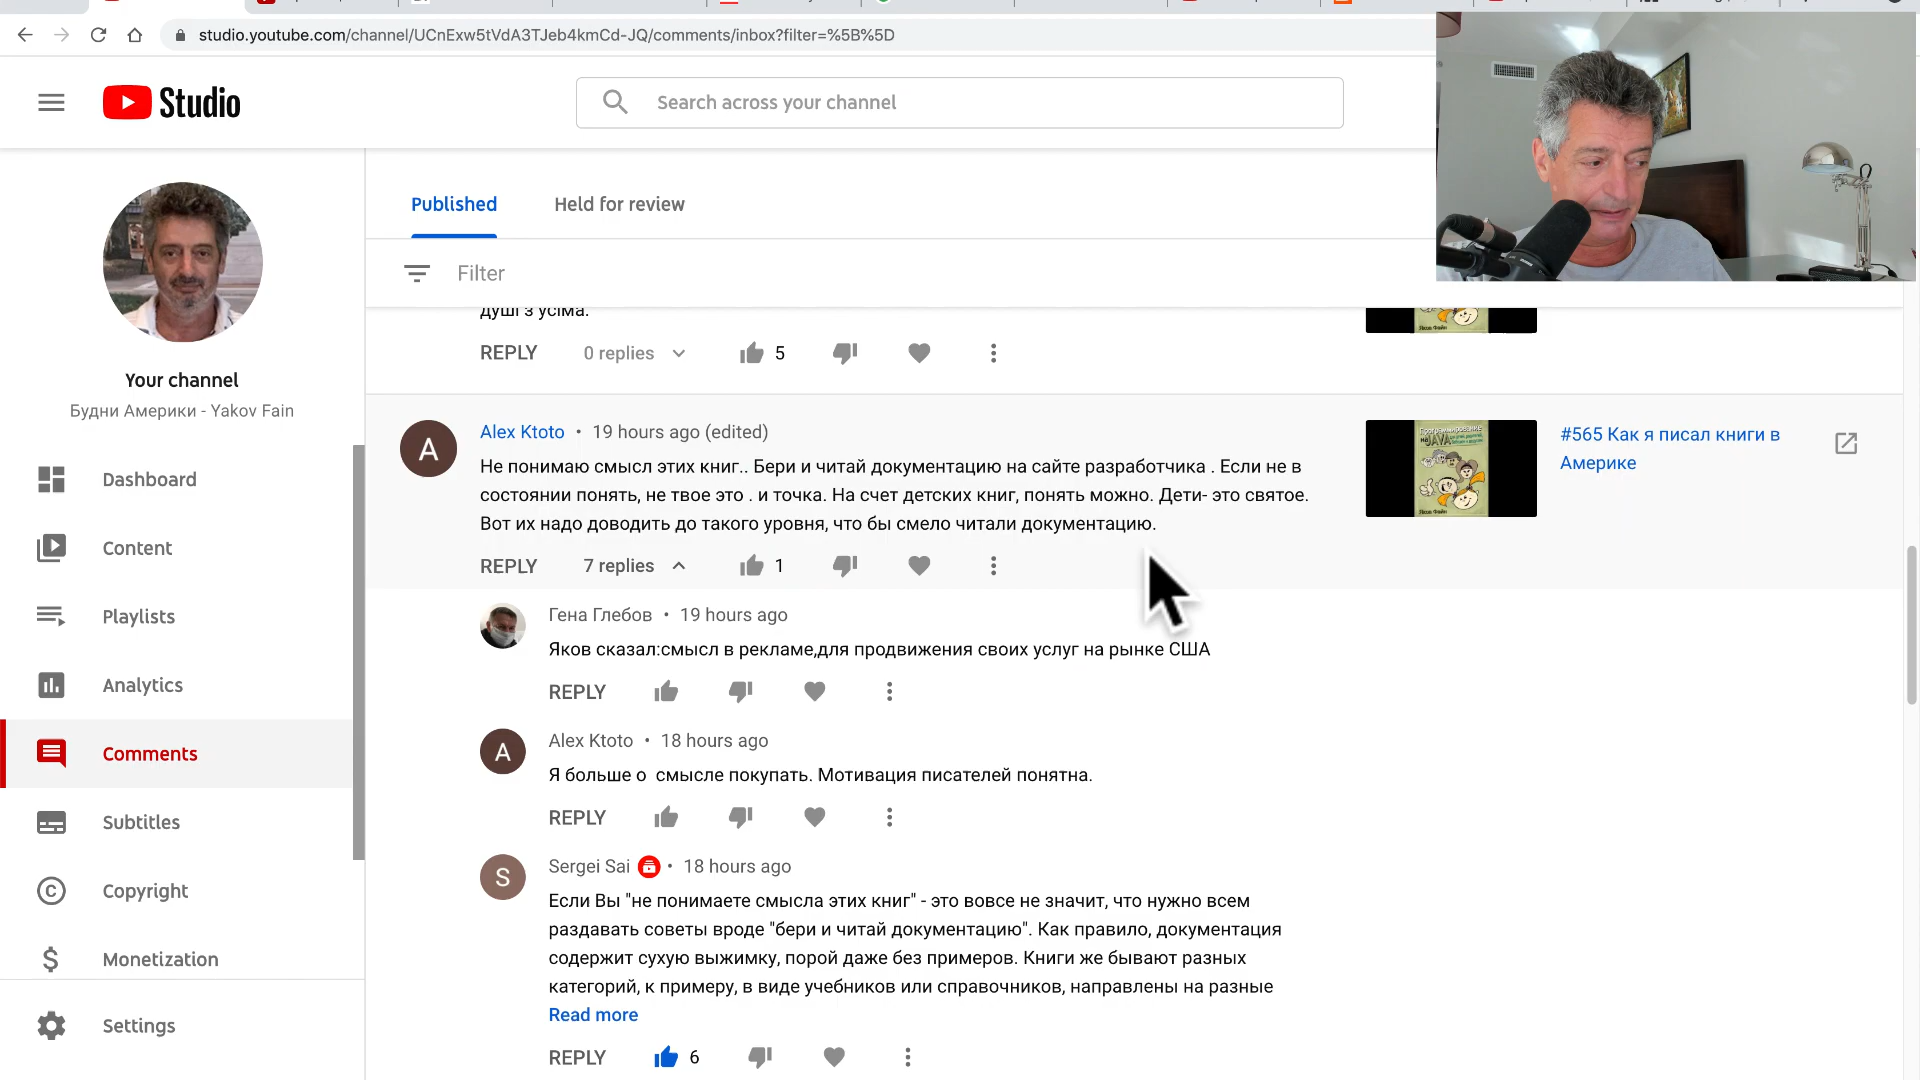 studio.youtube.com/channel/UCnExw5tVdA3TJeb4kmCd-JQ/comments/inbox?filter=%5B%5D
Studio
Search across your channel
Your channel
Будни Америки - Yakov Fain
Dashboard
Content
Playlists
Analytics
Comments
Subtitles
Copyright
Monetization
Settings
Published
Held for review
Filter
душі з усіма.
REPLY 0 replies 5
A
Alex Ktoto • 19 hours ago (edited)
Не понимаю смысл этих книг.. Бери и читай документацию на сайте разработчика . Если не в
состоянии понять, не твое это . и точка. На счет детских книг, понять можно. Дети- это святое.
Вот их надо доводить до такого уровня, что бы смело читали документацию.
REPLY 7 replies 1
Программирование
на JAVA
Яков Файн
#565 Как я писал книги в
Америке
Гена Глебов • 19 hours ago
Яков сказал:смысл в рекламе,для продвижения своих услуг на рынке США
REPLY
A
Alex Ktoto • 18 hours ago
Я больше о смысле покупать. Мотивация писателей понятна.
REPLY
S
Sergei Sai • 18 hours ago
Если Вы "не понимаете смысла этих книг" - это вовсе не значит, что нужно всем
раздавать советы вроде "бери и читай документацию". Как правило, документация
содержит сухую выжимку, порой даже без примеров. Книги же бывают разных
категорий, к примеру, в виде учебников или справочников, направлены на разные
Read more
REPLY 6